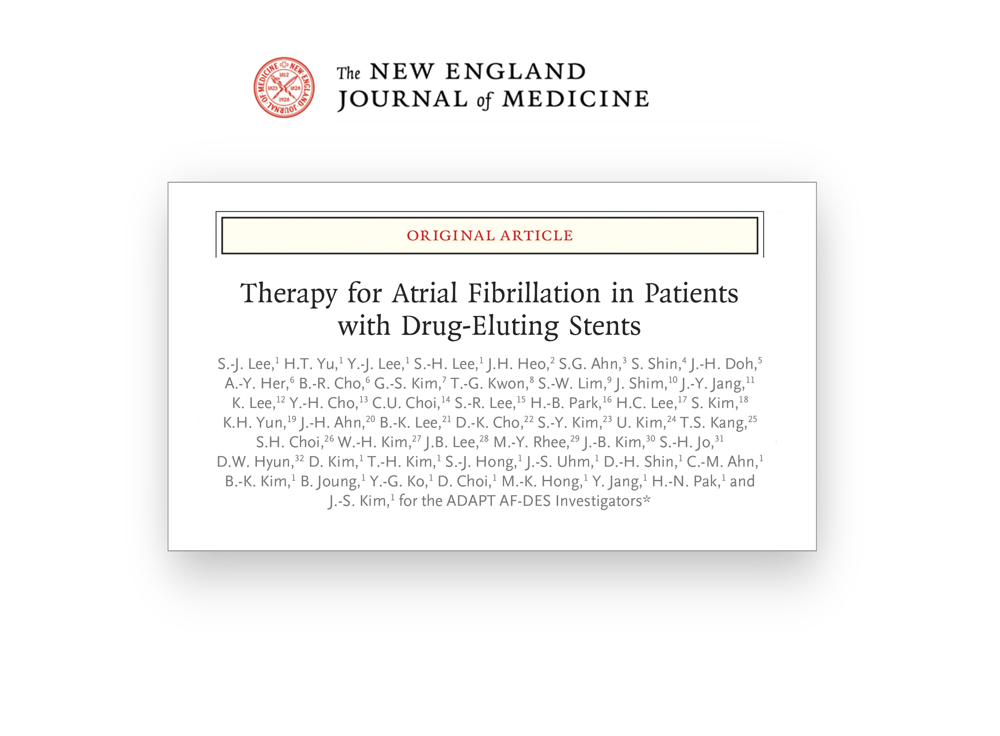 NEW·ENGLAND·JOURNAL·OF·MEDICINE
1812
1823 1828
1928
The NEW ENGLAND
JOURNAL of MEDICINE
ORIGINAL ARTICLE
Therapy for Atrial Fibrillation in Patients
with Drug-Eluting Stents
S.-J. Lee,¹ H.T. Yu,¹ Y.-J. Lee,¹ S.-H. Lee,¹ J.H. Heo,² S.G. Ahn,³ S. Shin,⁴ J.-H. Doh,⁵
A.-Y. Her,⁶ B.-R. Cho,⁶ G.-S. Kim,⁷ T.-G. Kwon,⁸ S.-W. Lim,⁹ J. Shim,¹⁰ J.-Y. Jang,¹¹
K. Lee,¹² Y.-H. Cho,¹³ C.U. Choi,¹⁴ S.-R. Lee,¹⁵ H.-B. Park,¹⁶ H.C. Lee,¹⁷ S. Kim,¹⁸
K.H. Yun,¹⁹ J.-H. Ahn,²⁰ B.-K. Lee,²¹ D.-K. Cho,²² S.-Y. Kim,²³ U. Kim,²⁴ T.S. Kang,²⁵
S.H. Choi,²⁶ W.-H. Kim,²⁷ J.B. Lee,²⁸ M.-Y. Rhee,²⁹ J.-B. Kim,³⁰ S.-H. Jo,³¹
D.W. Hyun,³² D. Kim,¹ T.-H. Kim,¹ S.-J. Hong,¹ J.-S. Uhm,¹ D.-H. Shin,¹ C.-M. Ahn,¹
B.-K. Kim,¹ B. Joung,¹ Y.-G. Ko,¹ D. Choi,¹ M.-K. Hong,¹ Y. Jang,¹ H.-N. Pak,¹ and
J.-S. Kim,¹ for the ADAPT AF-DES Investigators*